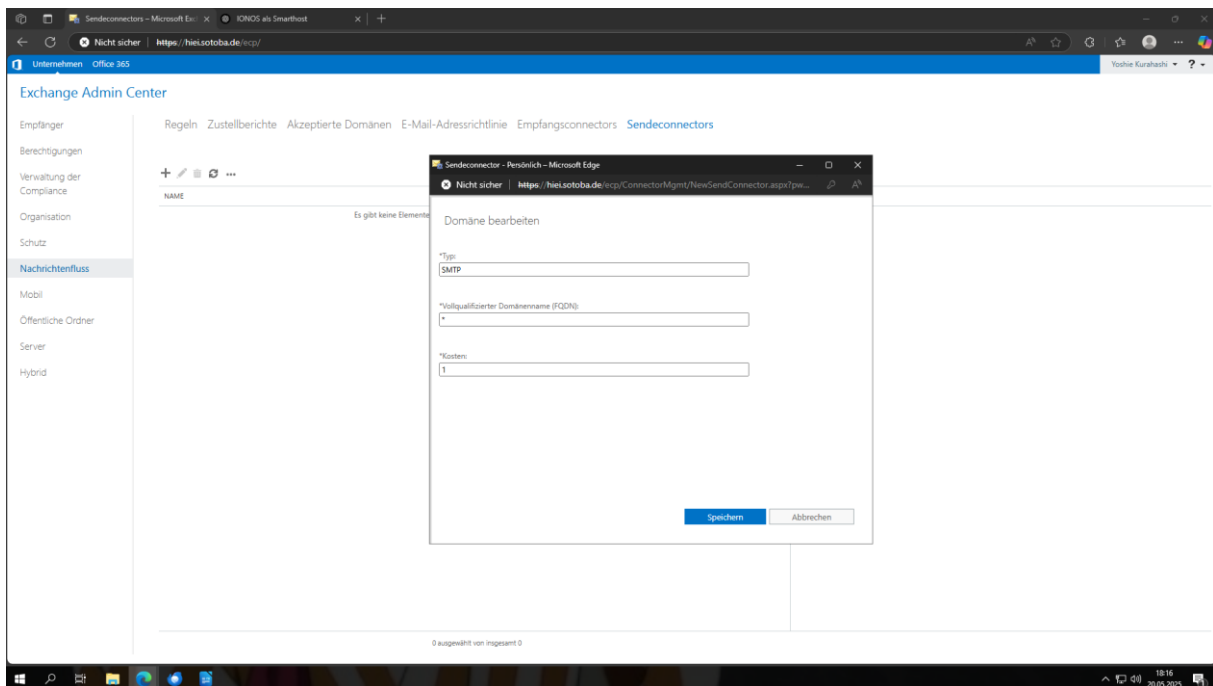 Sendeconnectors – Microsoft Exc
IONOS als Smarthost
Nicht sicher
https://hiei.sotoba.de/ecp/
Unternehmen Office 365
Yoshie Kurahashi ?
Exchange Admin Center
Empfänger
Berechtigungen
Verwaltung der
Compliance
Organisation
Schutz
Nachrichtenfluss
Mobil
Öffentliche Ordner
Server
Hybrid
Regeln Zustellberichte Akzeptierte Domänen E-Mail-Adressrichtlinie Empfangsconnectors Sendeconnectors
NAME
Es gibt keine Elemente
Sendeconnector - Persönlich – Microsoft Edge
Nicht sicher https://hiei.sotoba.de/ecp/ConnectorMgmt/NewSendConnector.aspx?pw...
Domäne bearbeiten
*Typ:
SMTP
*Vollqualifizierter Domänenname (FQDN):
*
*Kosten:
1
Speichern Abbrechen
0 ausgewählt von insgesamt 0
18:16
20.05.2025